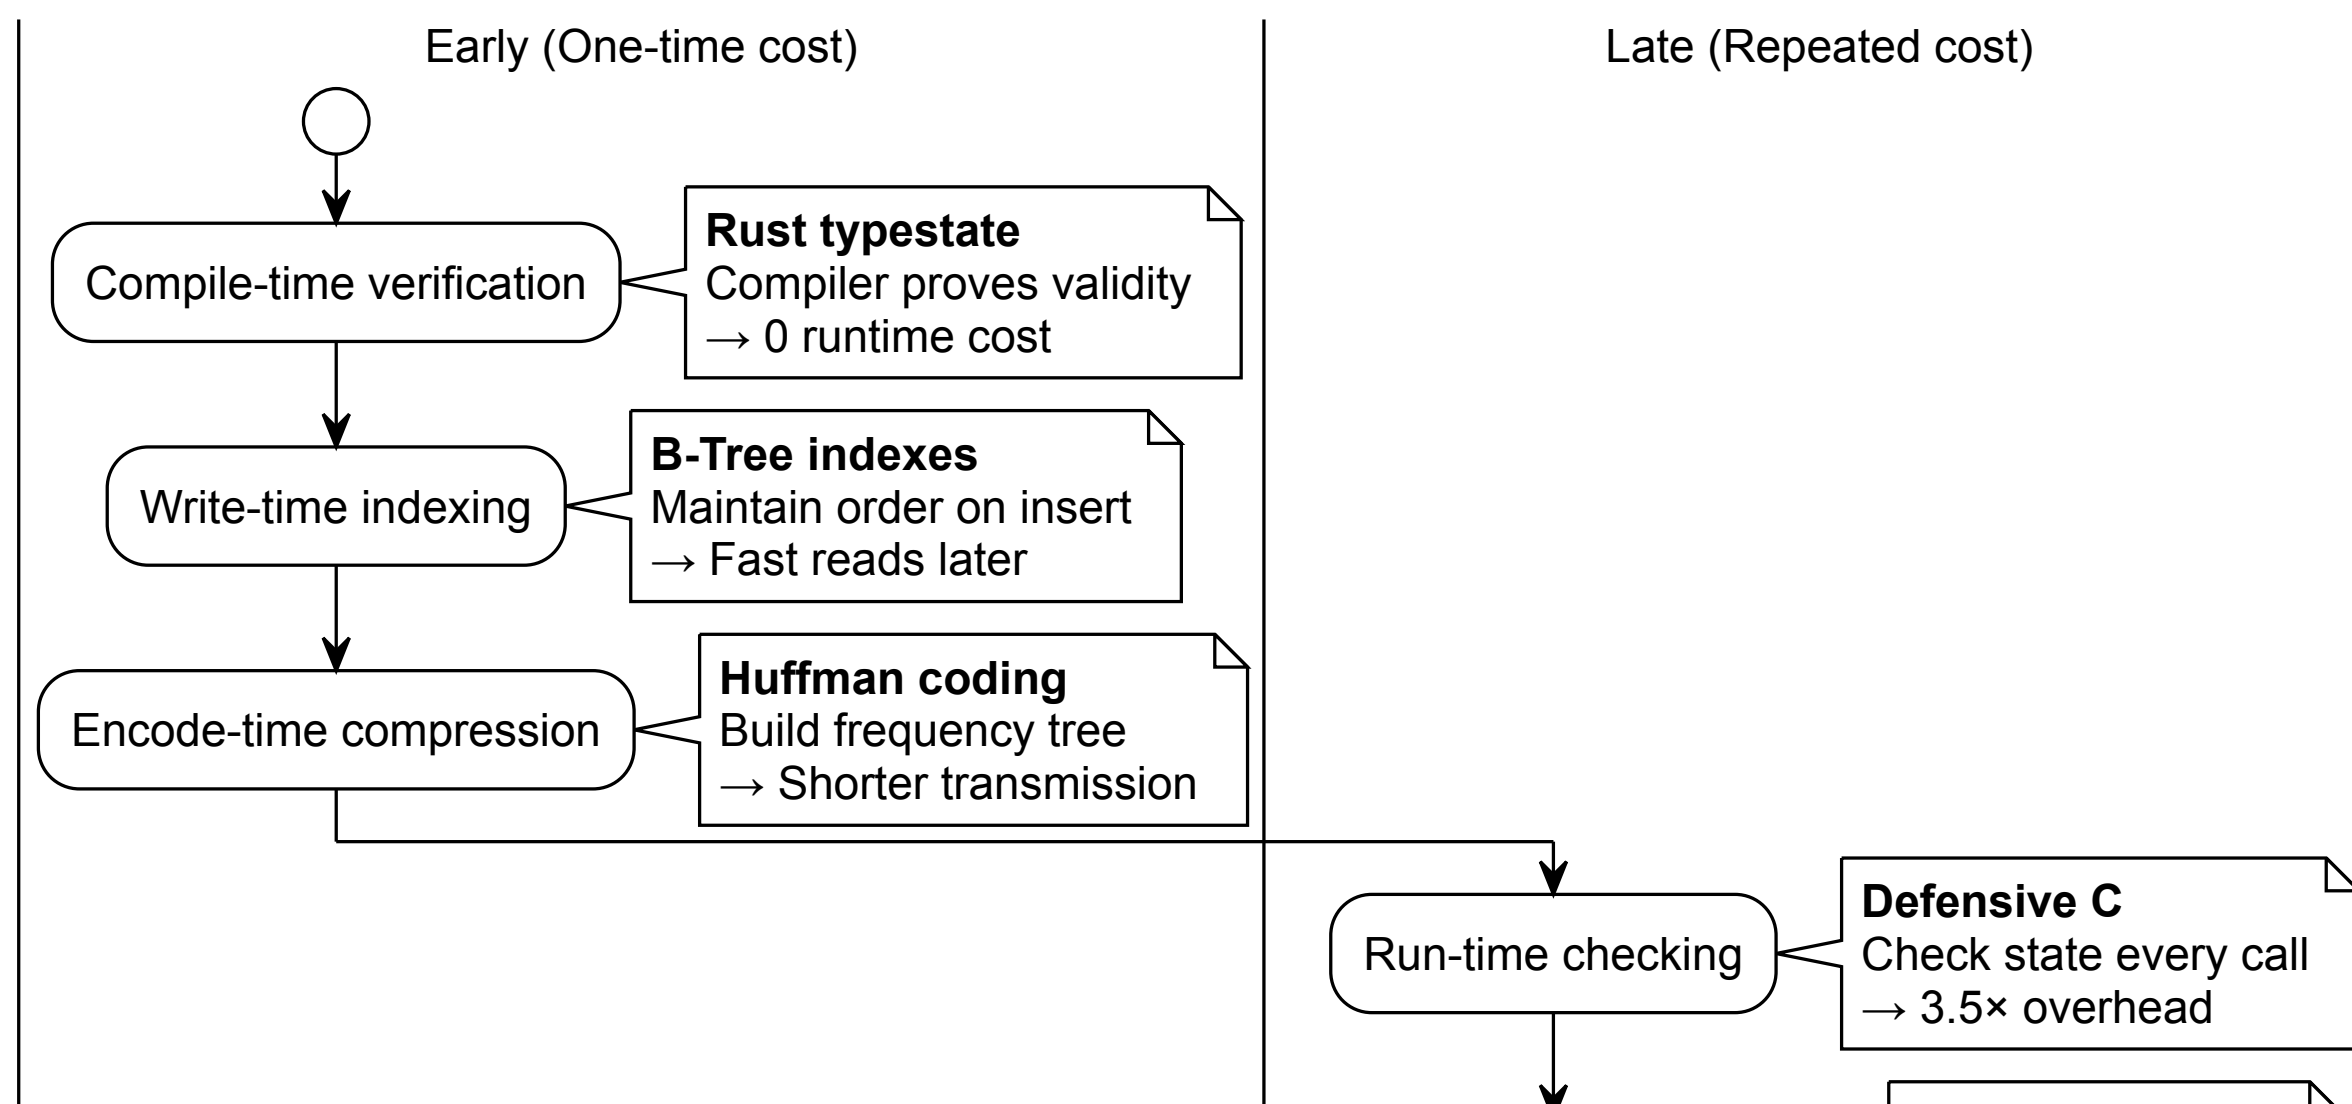 Early (One-time cost)
Late (Repeated cost)
Compile-time verification
Rust typestate
Compiler proves validity
→ 0 runtime cost
Write-time indexing
B-Tree indexes
Maintain order on insert
→ Fast reads later
Encode-time compression
Huffman coding
Build frequency tree
→ Shorter transmission
Run-time checking
Defensive C
Check state every call
→ 3.5× overhead